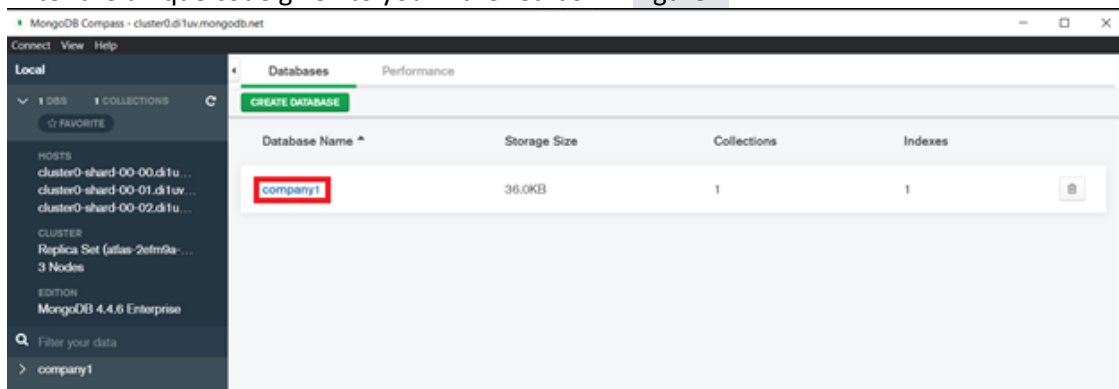 MongoDB Compass - cluster0.di1uv.mongodb.net
Connect View Help
Local
1 DBS 1 COLLECTIONS
FAVORITE
HOSTS
cluster0-shard-00-00.di1u...
cluster0-shard-00-01.di1uv...
cluster0-shard-00-02.di1u...
CLUSTER
Replica Set (atlas-2efm9a-...
3 Nodes
EDITION
MongoDB 4.4.6 Enterprise
Filter your data
company1
Databases Performance
CREATE DATABASE
Database Name Storage Size Collections Indexes
company1 36.0KB 1 1